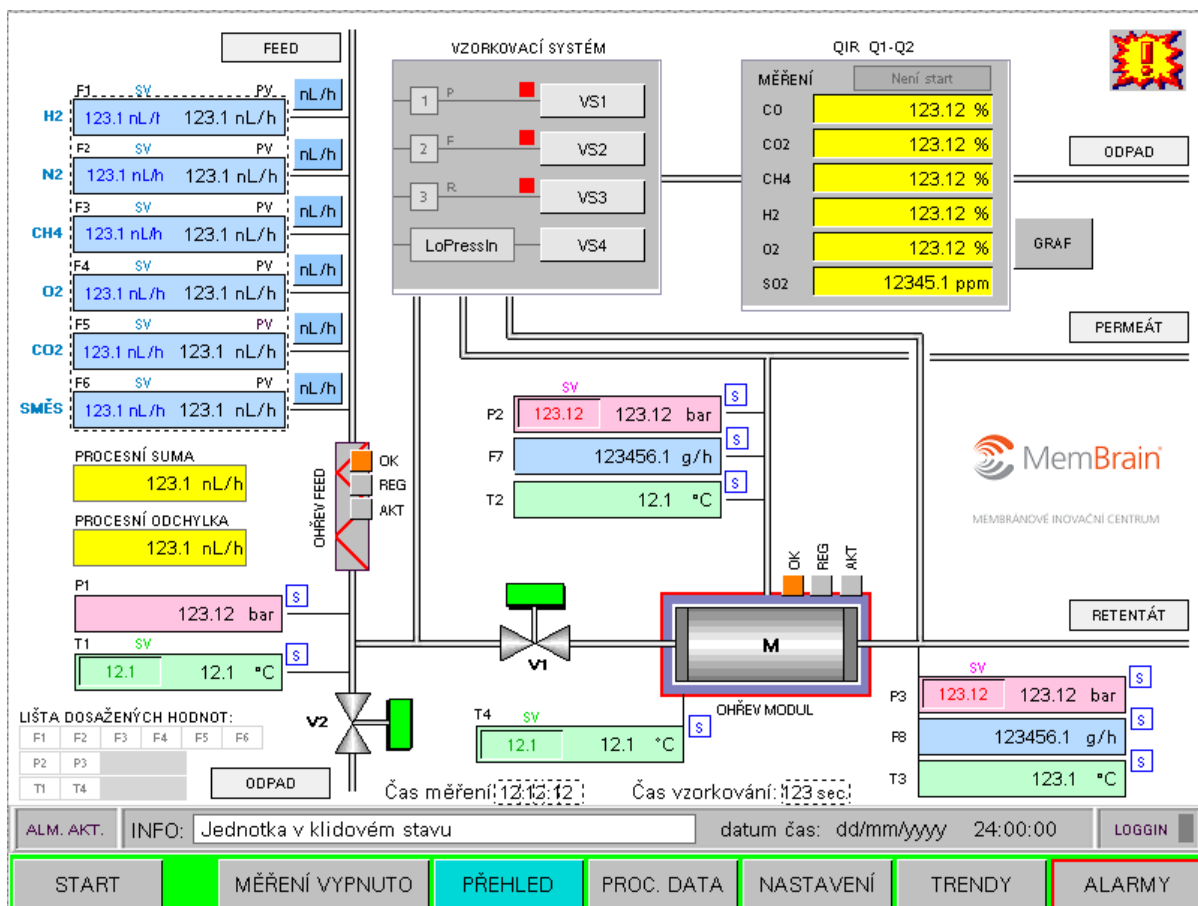 FEED
VZORKOVACÍ SYSTÉM
QIR Q1-Q2
F1 SV PV nL/h
H2 123.1 nL/h 123.1 nL/h
F2 SV PV nL/h
N2 123.1 nL/h 123.1 nL/h
F3 SV PV nL/h
CH4 123.1 nL/h 123.1 nL/h
F4 SV PV nL/h
O2 123.1 nL/h 123.1 nL/h
F5 SV PV nL/h
CO2 123.1 nL/h 123.1 nL/h
F6 SV PV nL/h
SMĚS 123.1 nL/h 123.1 nL/h
1 P VS1
2 F VS2
3 R VS3
LoPressIn VS4
MĚŘENÍ Není start
CO 123.12 %
CO2 123.12 %
CH4 123.12 %
H2 123.12 %
O2 123.12 %
SO2 12345.1 ppm
ODPAD
GRAF
PERMEÁT
PROCESNÍ SUMA
123.1 nL/h
PROCESNÍ ODCHYLKA
123.1 nL/h
OHŘEV FEED
OK
REG
AKT
SV
P2 123.12 123.12 bar S
F7 123456.1 g/h S
T2 12.1 °C S
MemBrain
MEMBRÁNOVÉ INOVAČNÍ CENTRUM
P1
123.12 bar S
T1 SV
12.1 12.1 °C S
V1
OK REG AKT
M
OHŘEV MODUL
RETENTÁT
V2
T4 SV
12.1 12.1 °C S
SV
P3 123.12 123.12 bar S
F8 123456.1 g/h S
T3 123.1 °C S
LIŠTA DOSAŽENÝCH HODNOT:
F1 F2 F3 F4 F5 F6
P2 P3
T1 T4
ODPAD
Čas měření: 12:12:12 Čas vzorkování: 123 sec.
ALM. AKT. INFO: Jednotka v klidovém stavu datum čas: dd/mm/yyyy 24:00:00 LOGGIN
START MĚŘENÍ VYPNUTO PŘEHLED PROC. DATA NASTAVENÍ TRENDY ALARMY